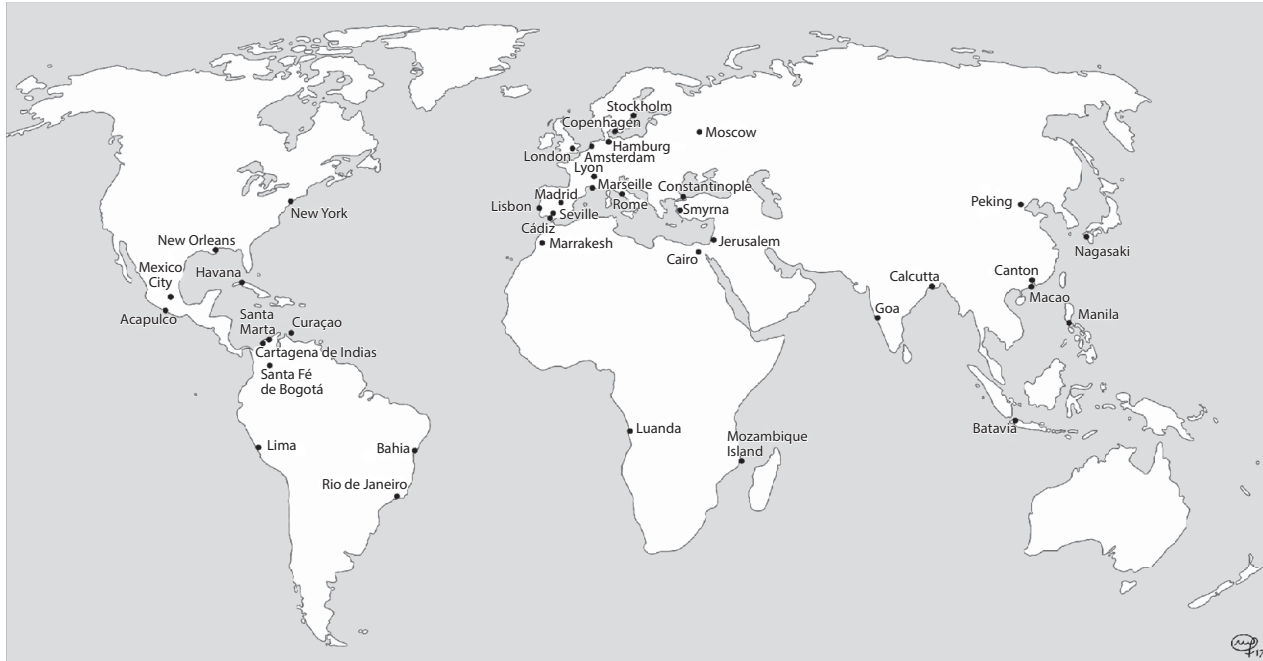 Stockholm
Copenhagen
Moscow
Hamburg
London
Amsterdam
Lyon
Marseille
Constantinople
Madrid
Lisbon
Rome
Peking
New York
Seville
Smyrna
Cádiz
New Orleans
Marrakesh
Jerusalem
Nagasaki
Cairo
Mexico
City
Havana
Calcutta
Canton
Macao
Goa
Acapulco
Santa
Marta
Curaçao
Manila
Cartagena de Indias
Santa Fé
de Bogotá
Luanda
Batavia
Mozambique
Island
Lima
Bahia
Rio de Janeiro